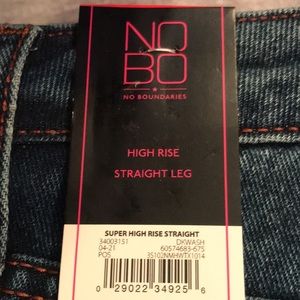 NO
BO
NO BOUNDARIES
HIGH RISE
STRAIGHT LEG
SUPER HIGH RISE STRAIGHT
34003151 DKWASH
04-21 60574683-675
POS 35102NMHWTX1014
0 29022 34925 6